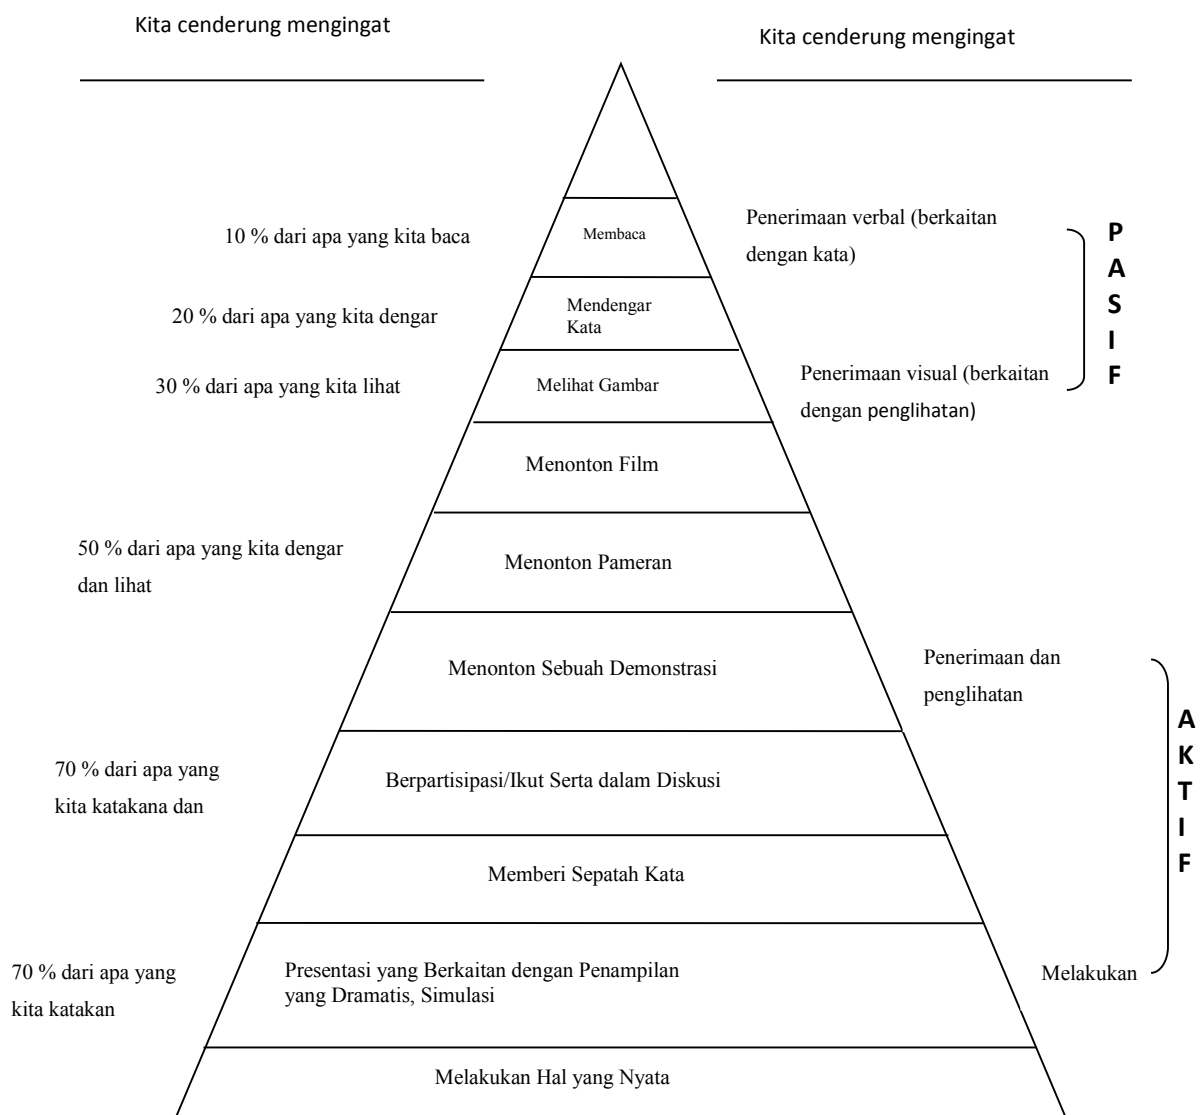 Kita cenderung mengingat
Kita cenderung mengingat
10 % dari apa yang kita baca
Membaca
Penerimaan verbal (berkaitan
dengan kata)
P
A
S
I
F
20 % dari apa yang kita dengar
Mendengar
Kata
30 % dari apa yang kita lihat
Melihat Gambar
Penerimaan visual (berkaitan
dengan penglihatan)
Menonton Film
50 % dari apa yang kita dengar
dan lihat
Menonton Pameran
Menonton Sebuah Demonstrasi
Penerimaan dan
penglihatan
A
K
T
I
F
70 % dari apa yang
kita katakana dan
Berpartisipasi/Ikut Serta dalam Diskusi
Memberi Sepatah Kata
70 % dari apa yang
kita katakan
Presentasi yang Berkaitan dengan Penampilan
yang Dramatis, Simulasi
Melakukan
Melakukan Hal yang Nyata